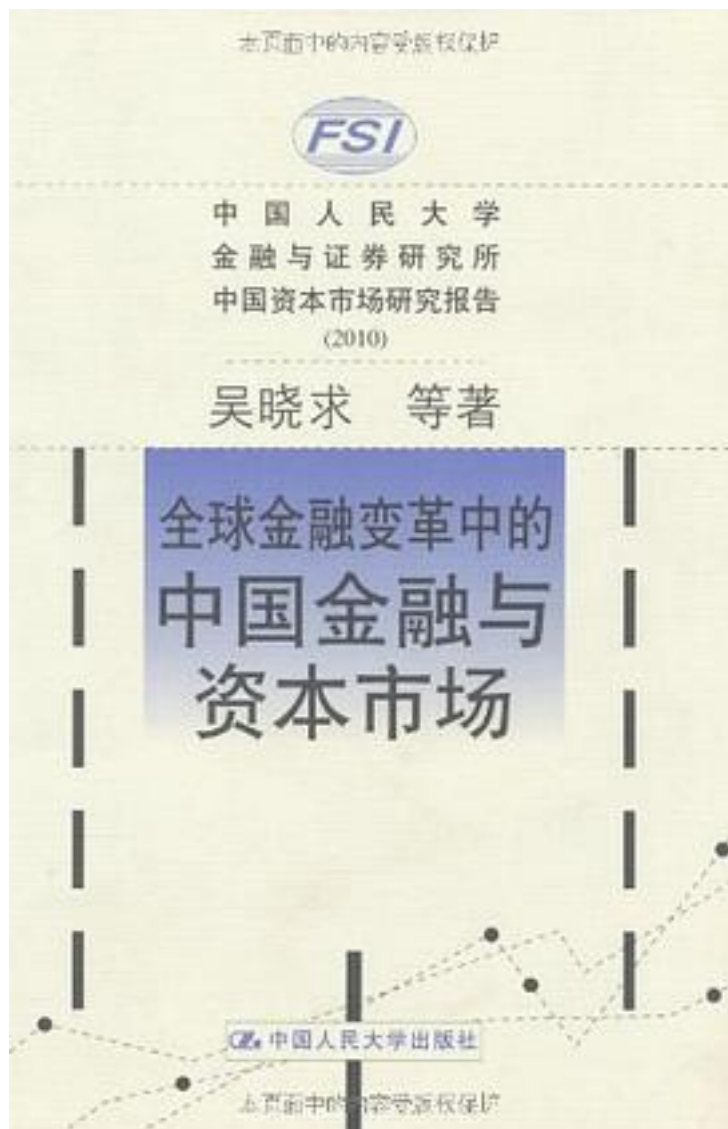 本页面中的内容受版权保护
FSI
中国人民大学
金融与证券研究所
中国资本市场研究报告
(2010)
吴晓求 等著
全球金融变革中的
中国金融与
资本市场
中国人民大学出版社
本页面中的内容受版权保护